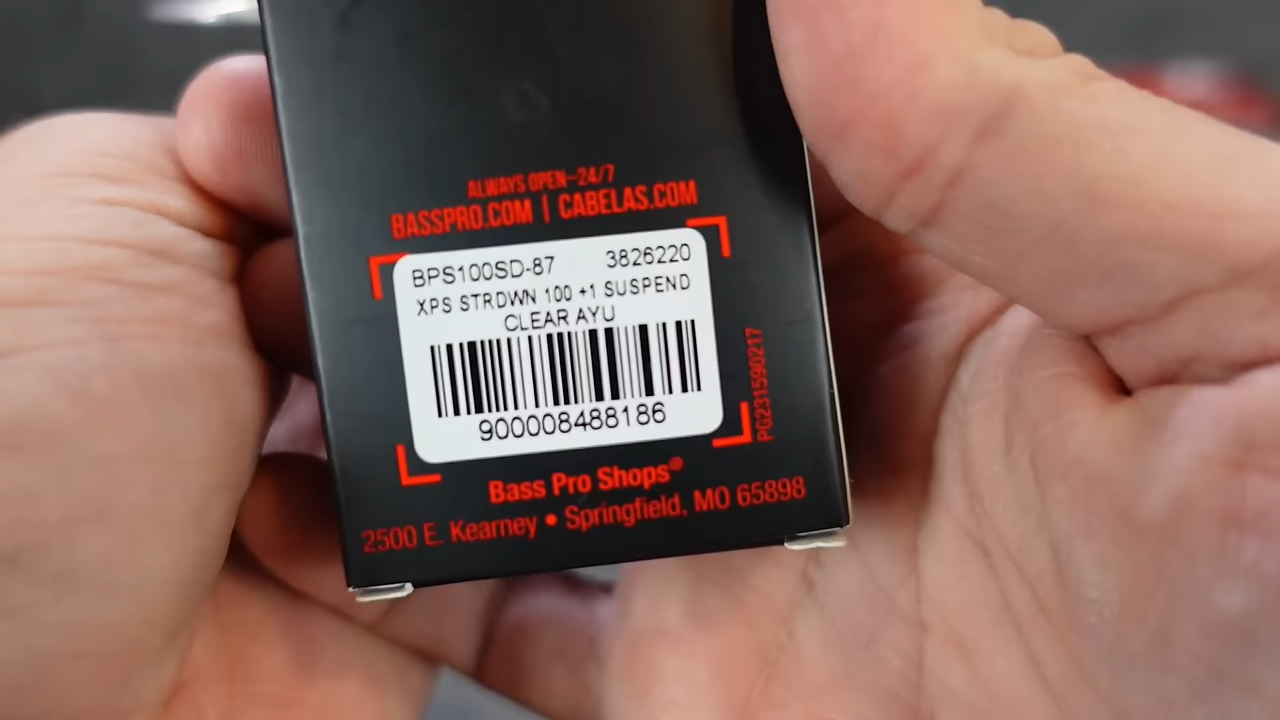 ALWAYS OPEN-24/7
BASSPRO.COM | CABELAS.COM
BPS100SD-87 3826220
XPS STRDWN 100 +1 SUSPEND
CLEAR AYU
900008488186
PG231590217
Bass Pro Shops®
2500 E. Kearney • Springfield, MO 65898